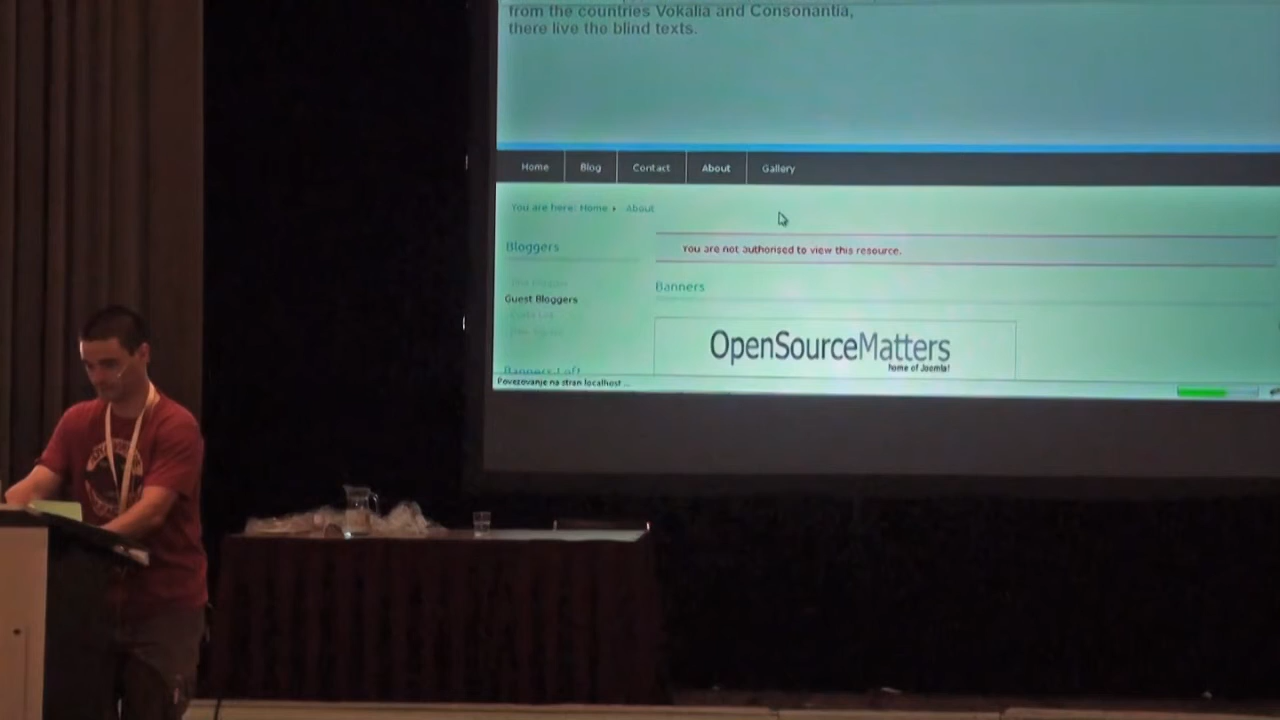 from the countries Vokalia and Consonantia,
there live the blind texts.
Home Blog Contact About Gallery
You are here: Home ▸ About
Bloggers
You are not authorised to view this resource.
Guest Bloggers
Banners
OpenSourceMatters
home of Joomla!
Povezovanje na stran localhost ...